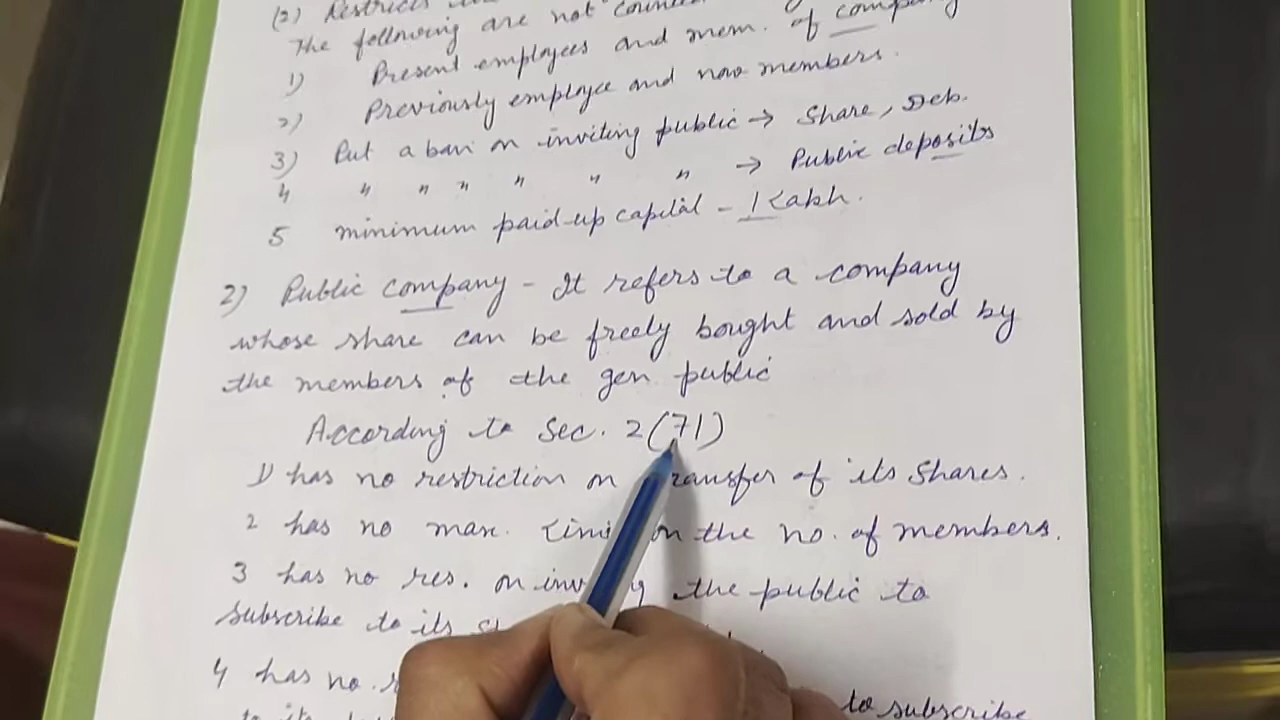 (2) Restricts
The following are not counted
1) Present employees and mem. of company
2) Previously employee and now members.
3) Put a ban on inviting public → Share, Deb.
4 " " " " " " → Public deposits
5 minimum paid-up capital - 1 Lakh.
2) Public company - It refers to a company
whose share can be freely bought and sold by
the members of the gen public
According to Sec. 2(71)
1) has no restriction on transfer of its Shares.
2 has no max. Limit on the no. of members.
3 has no res. on inviting the public to
subscribe to its
4 has no to subscribe
to its